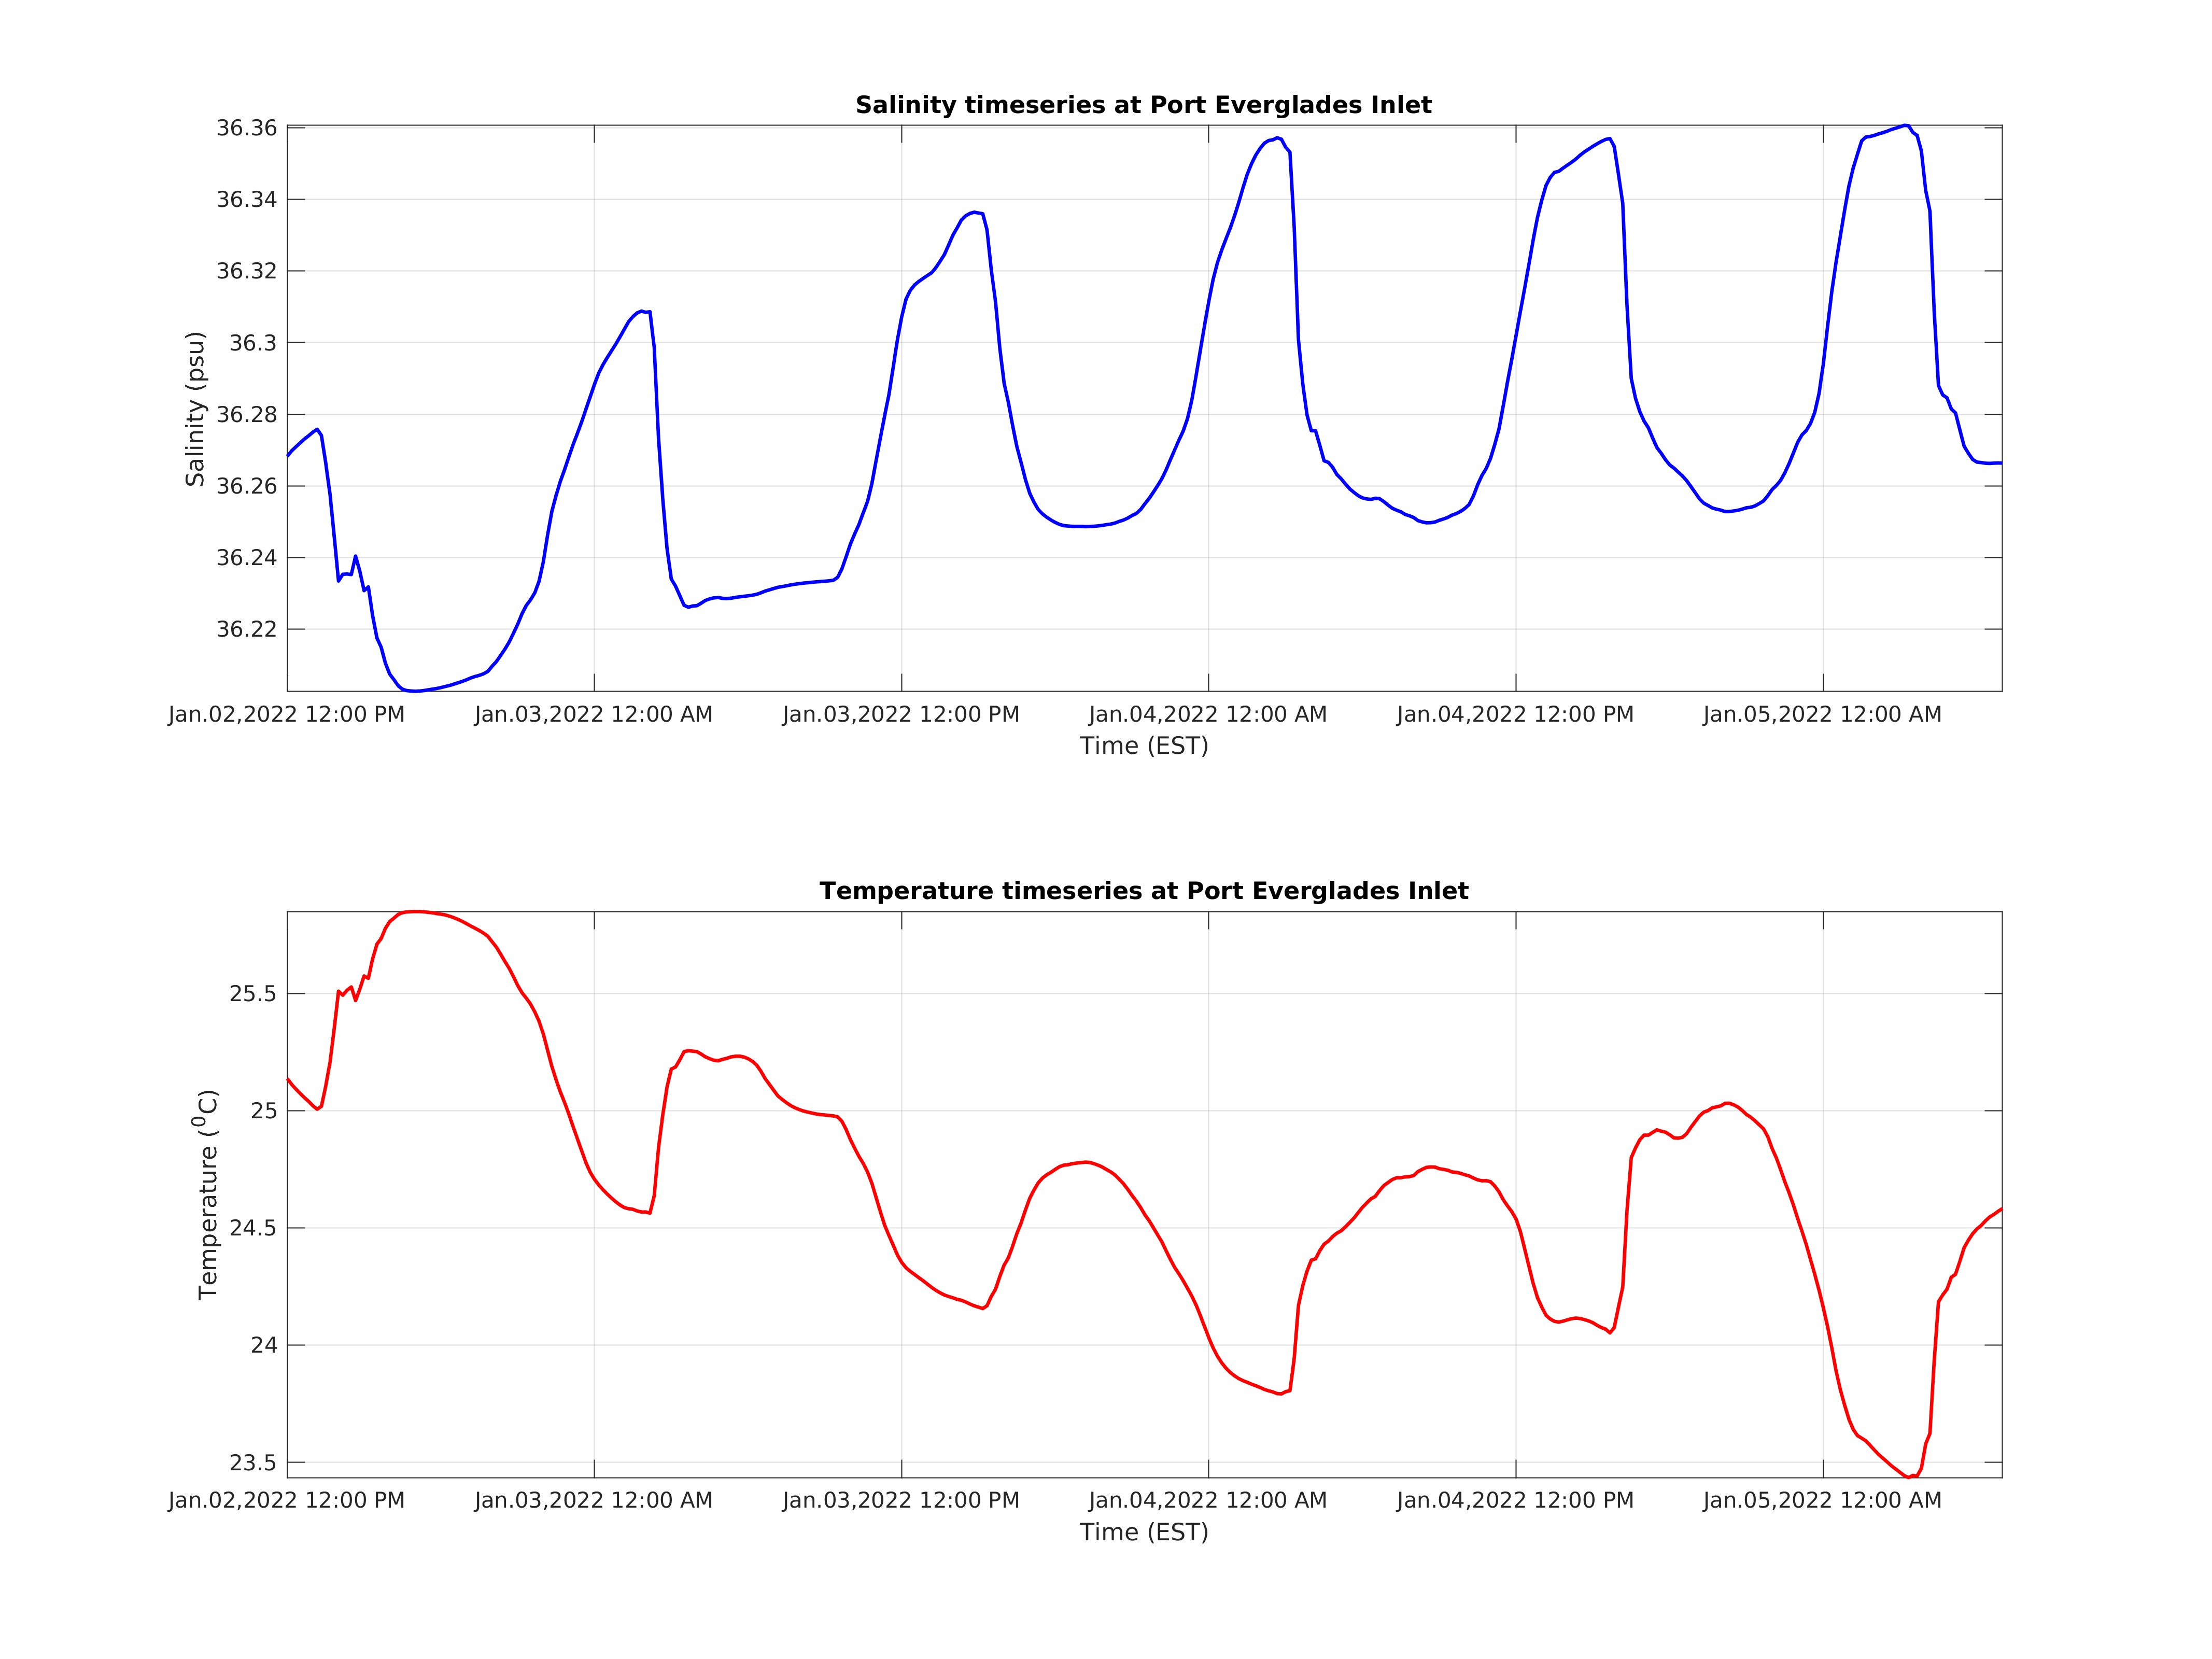 Salinity timeseries at Port Everglades Inlet
36.36
36.34
36.32
36.3
36.28
36.26
36.24
36.22
Salinity (psu)
Jan.02,2022 12:00 PM Jan.03,2022 12:00 AM Jan.03,2022 12:00 PM Jan.04,2022 12:00 AM Jan.04,2022 12:00 PM Jan.05,2022 12:00 AM
Time (EST)
Temperature timeseries at Port Everglades Inlet
25.5
25
24.5
24
23.5
Temperature (⁰C)
Jan.02,2022 12:00 PM Jan.03,2022 12:00 AM Jan.03,2022 12:00 PM Jan.04,2022 12:00 AM Jan.04,2022 12:00 PM Jan.05,2022 12:00 AM
Time (EST)